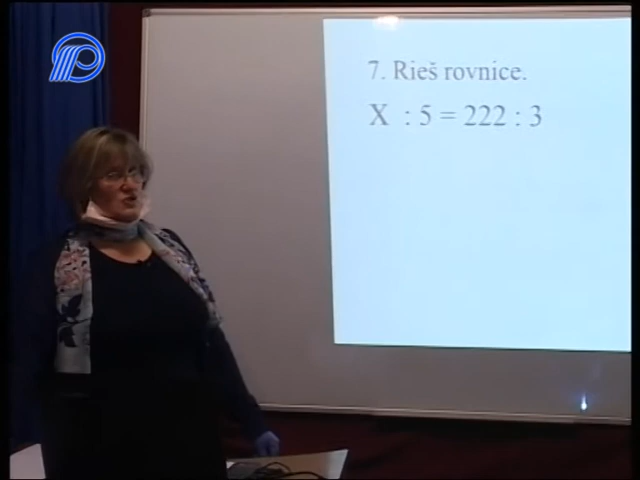 7. Rieš rovnice.
X : 5 = 222 : 3